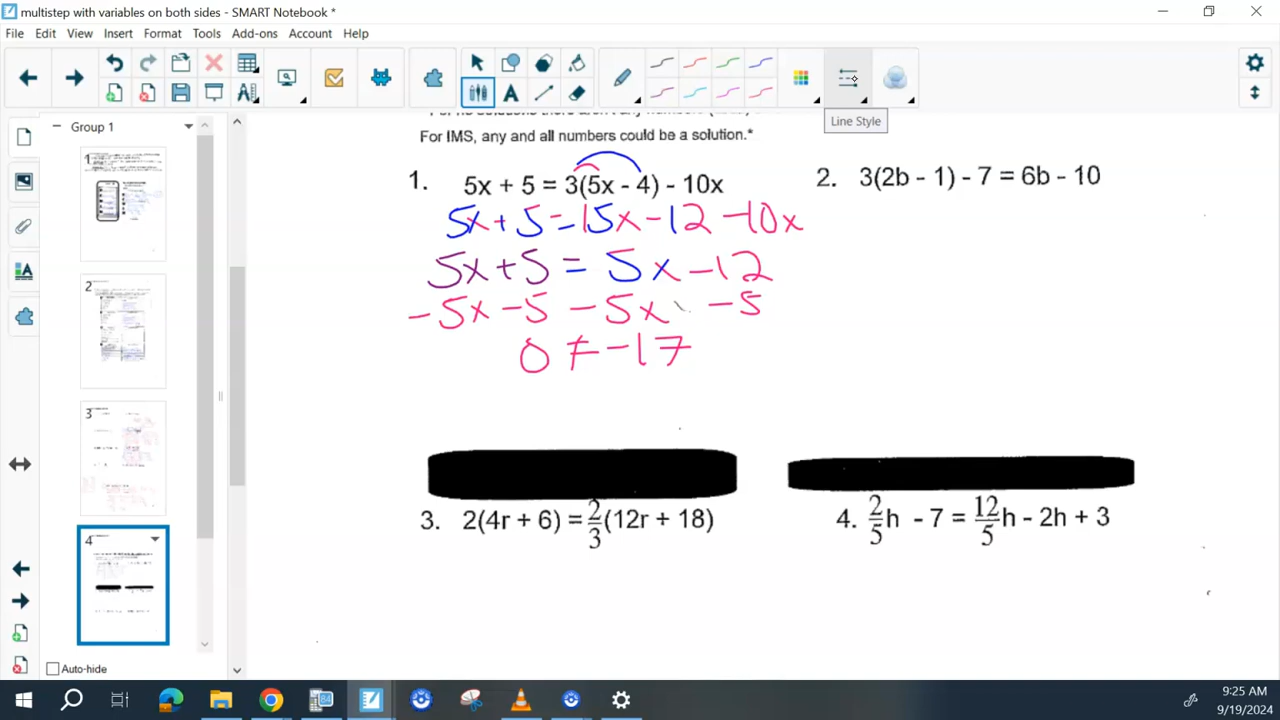 multistep with variables on both sides - SMART Notebook *
File Edit View Insert Format Tools Add-ons Account Help
Line Style
Group 1
1
2
3
4
Auto-hide
For IMS, any and all numbers could be a solution.*
1. 5x + 5 = 3(5x - 4) - 10x
5x + 5 = 15x - 12 - 10x
5x + 5 = 5x - 12
- 5x - 5 - 5x - 5
0 ≠ - 17
2. 3(2b - 1) - 7 = 6b - 10
3. 2(4r + 6) = 2/3(12r + 18)
4. 2/5h - 7 = 12/5h - 2h + 3
9:25 AM
9/19/2024